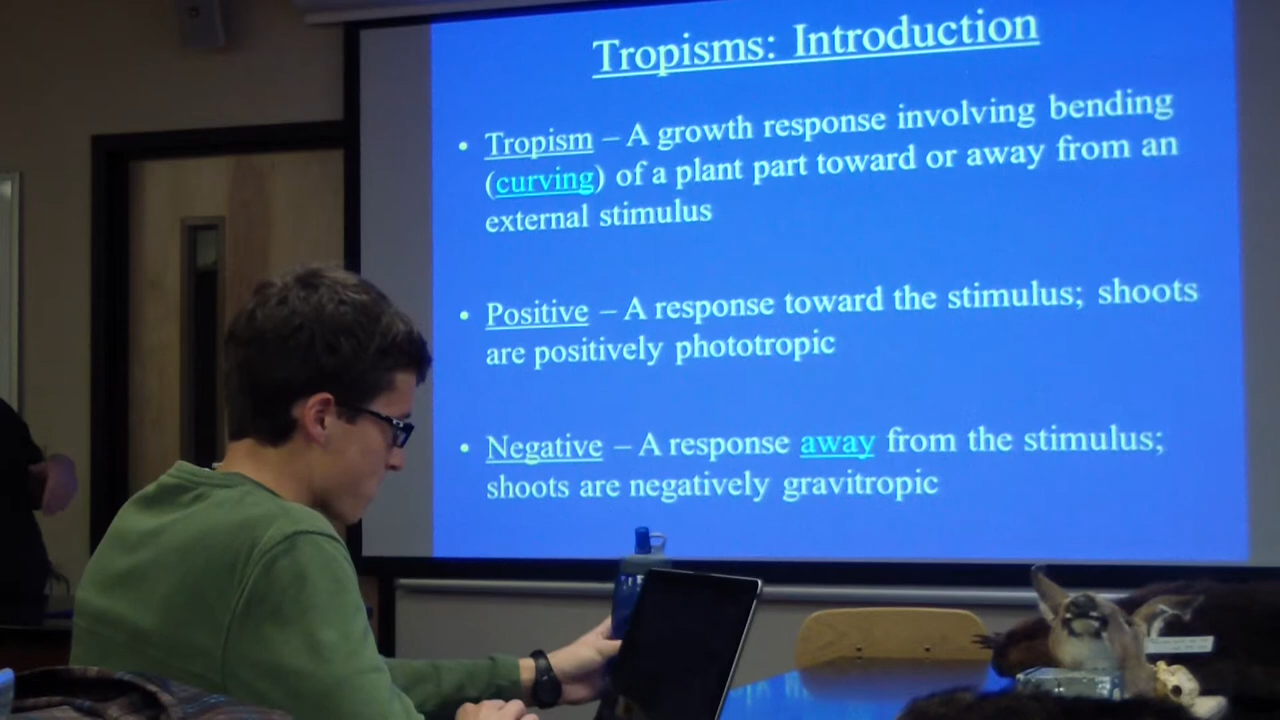 Tropisms: Introduction
• Tropism – A growth response involving bending
(curving) of a plant part toward or away from an
external stimulus
• Positive – A response toward the stimulus; shoots
are positively phototropic
• Negative – A response away from the stimulus;
shoots are negatively gravitropic